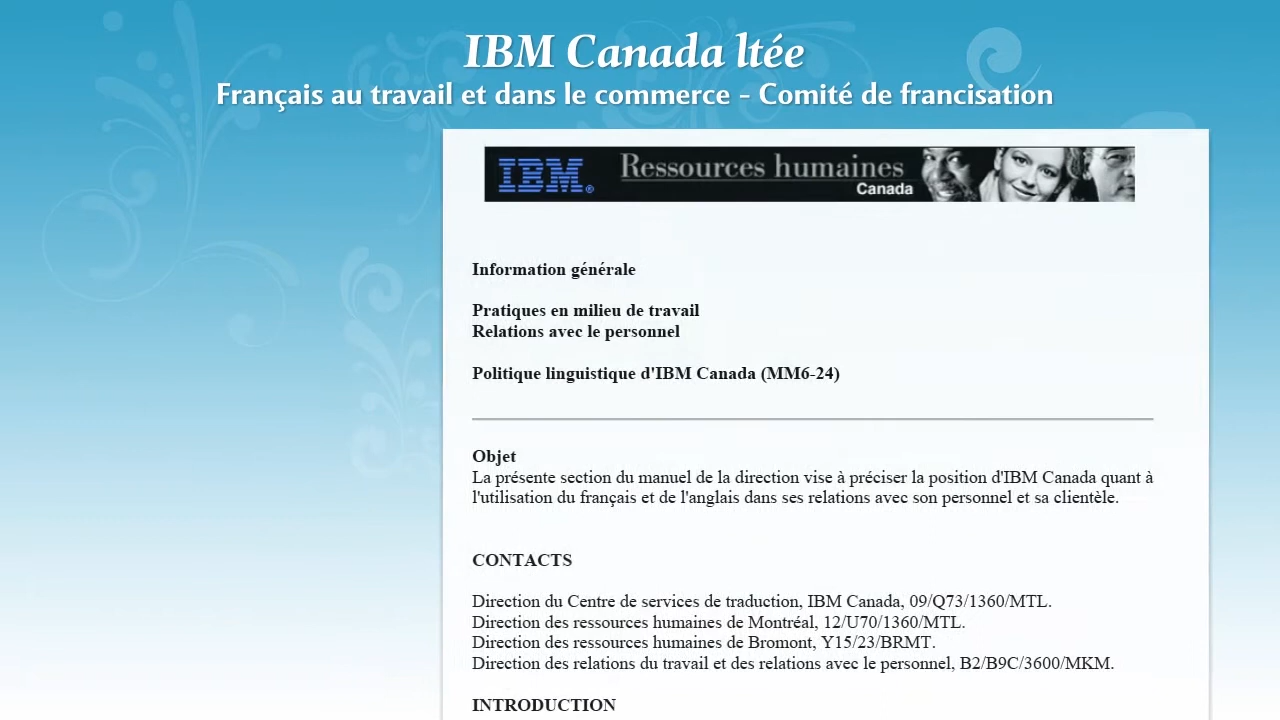 IBM Canada ltée
Français au travail et dans le commerce - Comité de francisation
IBM® Ressources humaines
Canada
Information générale
Pratiques en milieu de travail
Relations avec le personnel
Politique linguistique d'IBM Canada (MM6-24)
Objet
La présente section du manuel de la direction vise à préciser la position d'IBM Canada quant à
l'utilisation du français et de l'anglais dans ses relations avec son personnel et sa clientèle.
CONTACTS
Direction du Centre de services de traduction, IBM Canada, 09/Q73/1360/MTL.
Direction des ressources humaines de Montréal, 12/U70/1360/MTL.
Direction des ressources humaines de Bromont, Y15/23/BRMT.
Direction des relations du travail et des relations avec le personnel, B2/B9C/3600/MKM.
INTRODUCTION